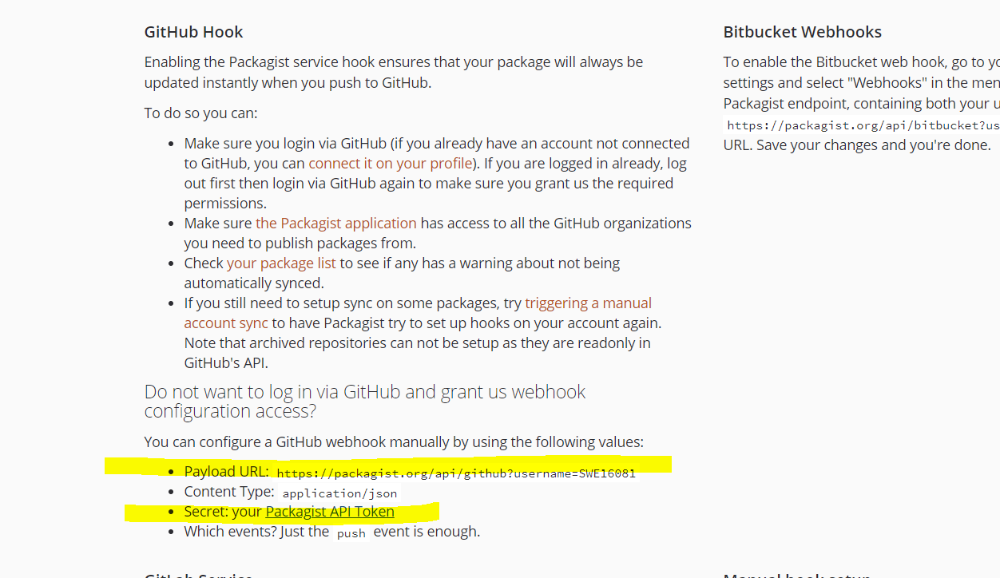 GitHub Hook
Enabling the Packagist service hook ensures that your package will always be
updated instantly when you push to GitHub.
To do so you can:
• Make sure you login via GitHub (if you already have an account not connected
to GitHub, you can connect it on your profile). If you are logged in already, log
out first then login via GitHub again to make sure you grant us the required
permissions.
• Make sure the Packagist application has access to all the GitHub organizations
you need to publish packages from.
• Check your package list to see if any has a warning about not being
automatically synced.
• If you still need to setup sync on some packages, try triggering a manual
account sync to have Packagist try to set up hooks on your account again.
Note that archived repositories can not be setup as they are readonly in
GitHub's API.
Do not want to log in via GitHub and grant us webhook
configuration access?
You can configure a GitHub webhook manually by using the following values:
• Payload URL: https://packagist.org/api/github?username=SWE16081
• Content Type: application/json
• Secret: your Packagist API Token
• Which events? Just the push event is enough.
GitLab Service
Bitbucket Webhooks
To enable the Bitbucket web hook, go to
settings and select "Webhooks" in the
Packagist endpoint, containing both your
https://packagist.org/api/bitbucket?us
URL. Save your changes and you're done.
Manual hook setup